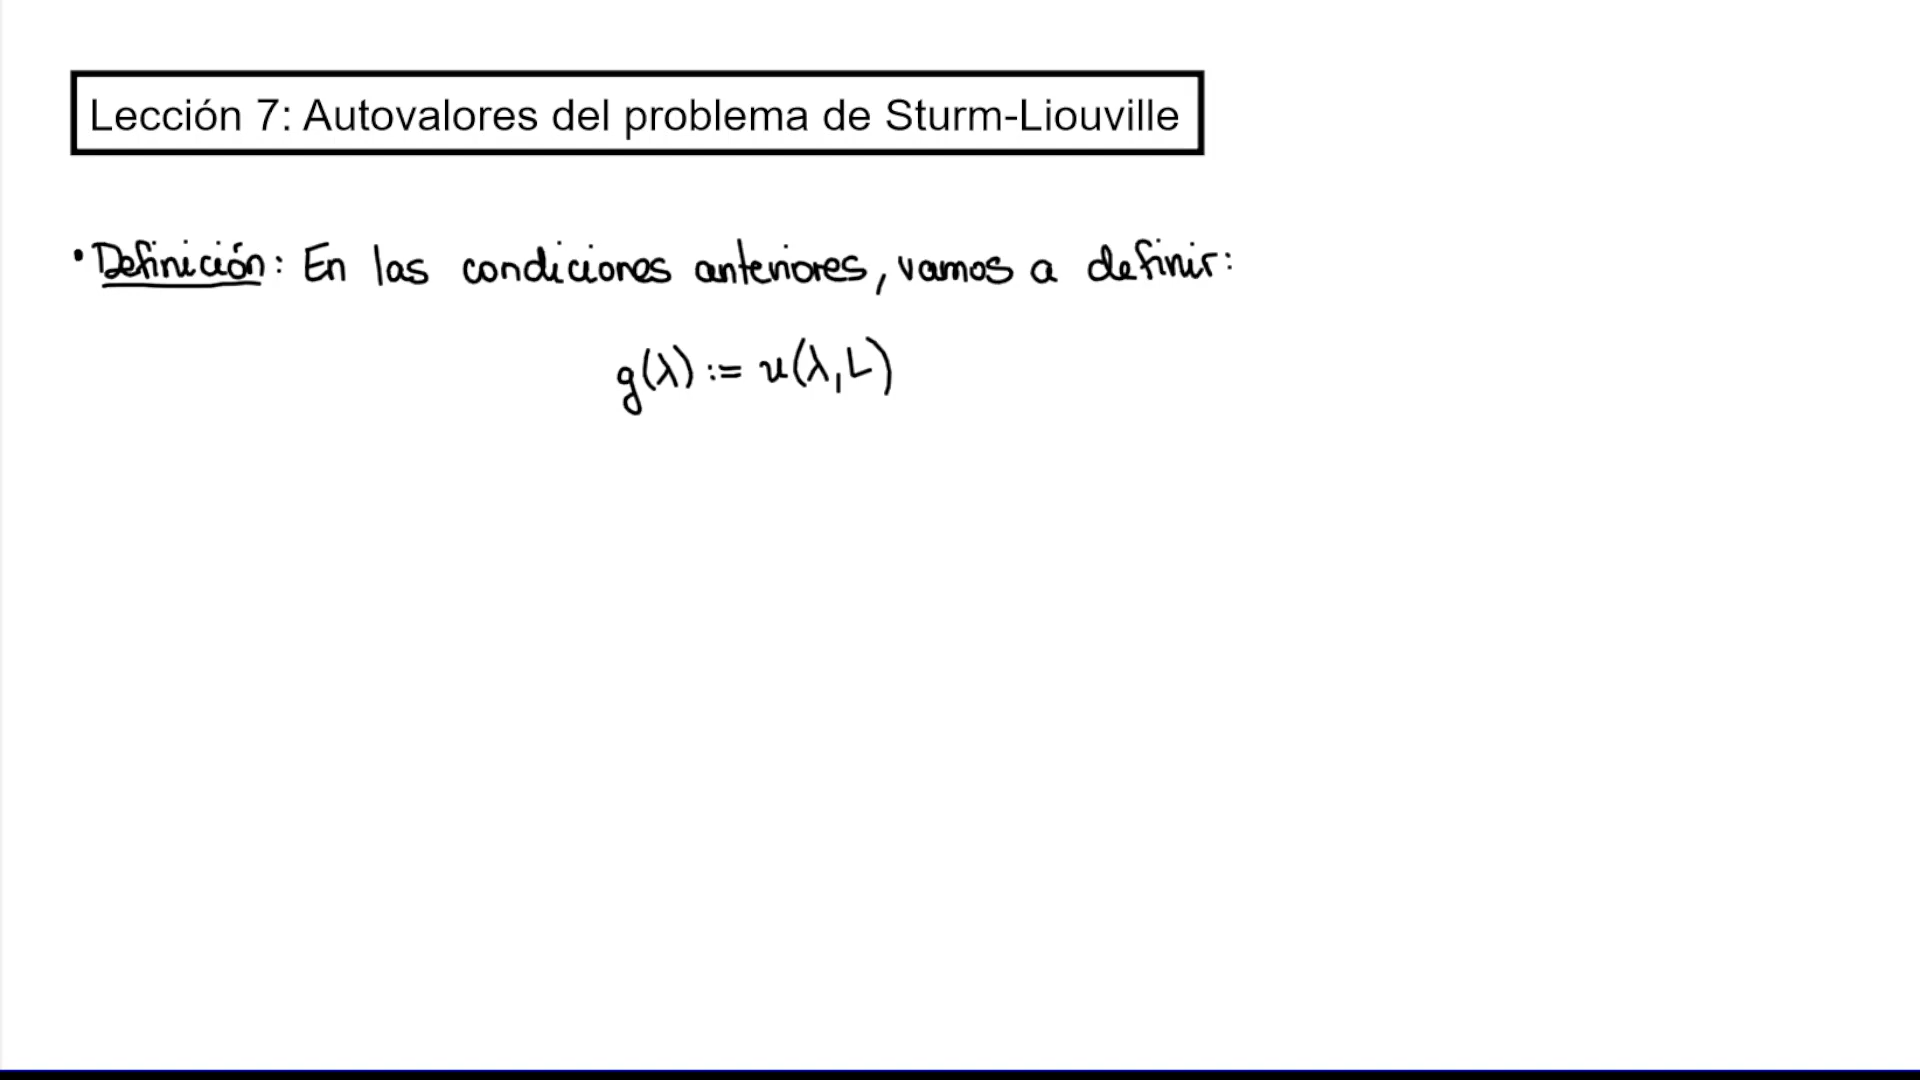 Lección 7: Autovalores del problema de Sturm-Liouville
• Definición: En las condiciones anteriores, vamos a definir:
g(λ) := u(λ, L)